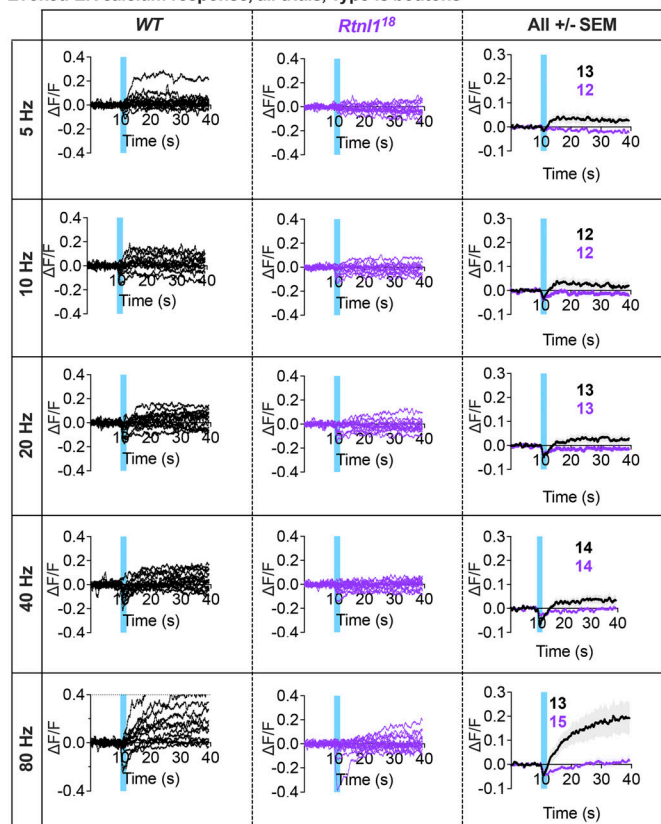 WT Rtnl1¹⁸ All +/- SEM
5 Hz
ΔF/F 0.4 0.2 0.0 -0.2 -0.4 10 20 30 40 Time (s)
ΔF/F 0.4 0.2 0.0 -0.2 -0.4 10 20 30 40 Time (s)
ΔF/F 0.3 0.2 0.1 0.0 -0.1 10 20 30 40 Time (s) 13 12
10 Hz
ΔF/F 0.4 0.2 0.0 -0.2 -0.4 10 20 30 40 Time (s)
ΔF/F 0.4 0.2 0.0 -0.2 -0.4 10 20 30 40 Time (s)
ΔF/F 0.3 0.2 0.1 0.0 -0.1 10 20 30 40 Time (s) 12 12
20 Hz
ΔF/F 0.4 0.2 0.0 -0.2 -0.4 10 20 30 40 Time (s)
ΔF/F 0.4 0.2 0.0 -0.2 -0.4 10 20 30 40 Time (s)
ΔF/F 0.3 0.2 0.1 0.0 -0.1 10 20 30 40 Time (s) 13 13
40 Hz
ΔF/F 0.4 0.2 0.0 -0.2 -0.4 10 20 30 40 Time (s)
ΔF/F 0.4 0.2 0.0 -0.2 -0.4 10 20 30 40 Time (s)
ΔF/F 0.3 0.2 0.1 0.0 -0.1 10 20 30 40 Time (s) 14 14
80 Hz
ΔF/F 0.4 0.2 0.0 -0.2 -0.4 10 20 30 40 Time (s)
ΔF/F 0.4 0.2 0.0 -0.2 -0.4 10 20 30 40 Time (s)
ΔF/F 0.3 0.2 0.1 0.0 -0.1 10 20 30 40 Time (s) 13 15